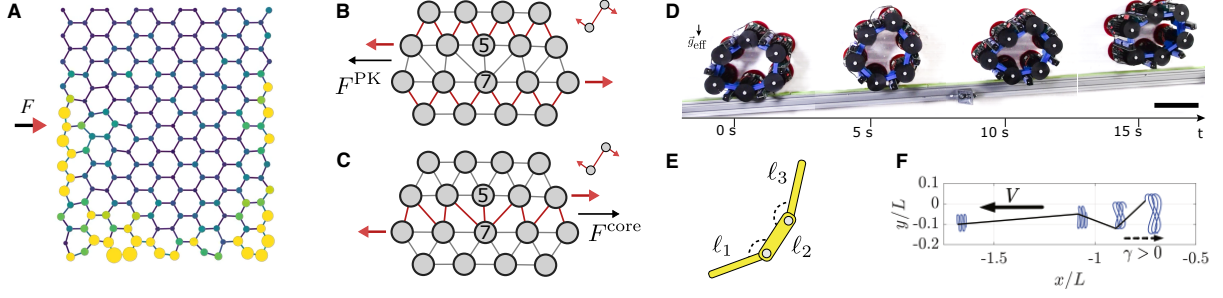 A
F
B
5
7
F^PK
C
5
7
F^core
D
g⃗_eff
0 s
5 s
10 s
15 s
t
E
ℓ₃
ℓ₁
ℓ₂
F
0.1
0
-0.1
-0.2
y/L
V
γ > 0
-1.5
-1
-0.5
x/L